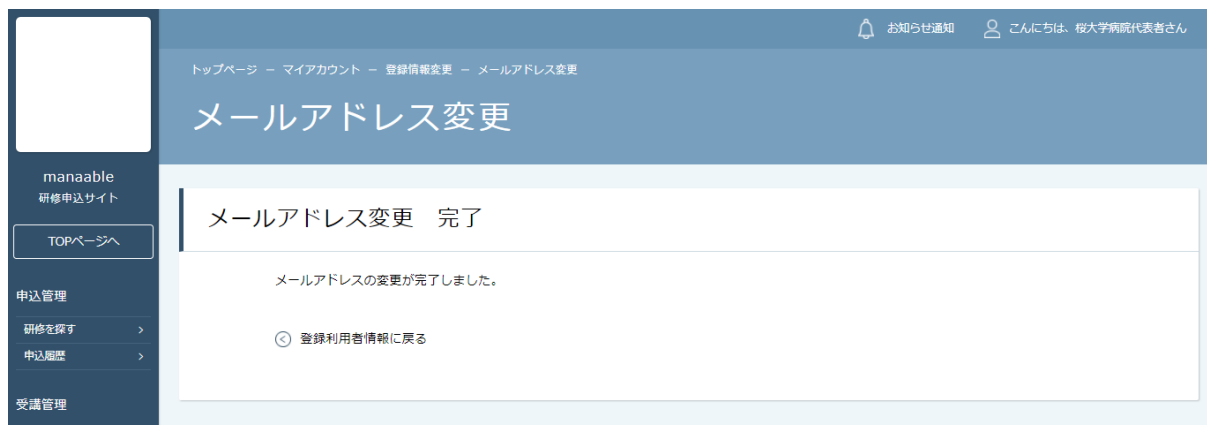 お知らせ通知
こんにちは、桜大学病院代表者さん
トップページ － マイアカウント － 登録情報変更 － メールアドレス変更
メールアドレス変更
manaable
研修申込サイト
TOPページへ
申込管理
研修を探す
申込履歴
受講管理
メールアドレス変更　完了
メールアドレスの変更が完了しました。
登録利用者情報に戻る